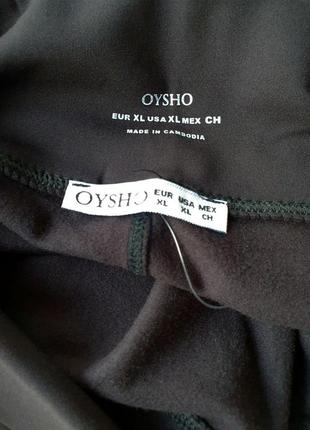 OYSHO
EUR XL USA XL MEX CH
MADE IN CAMBODIA
OYSHO EUR USA MEX
XL XL CH